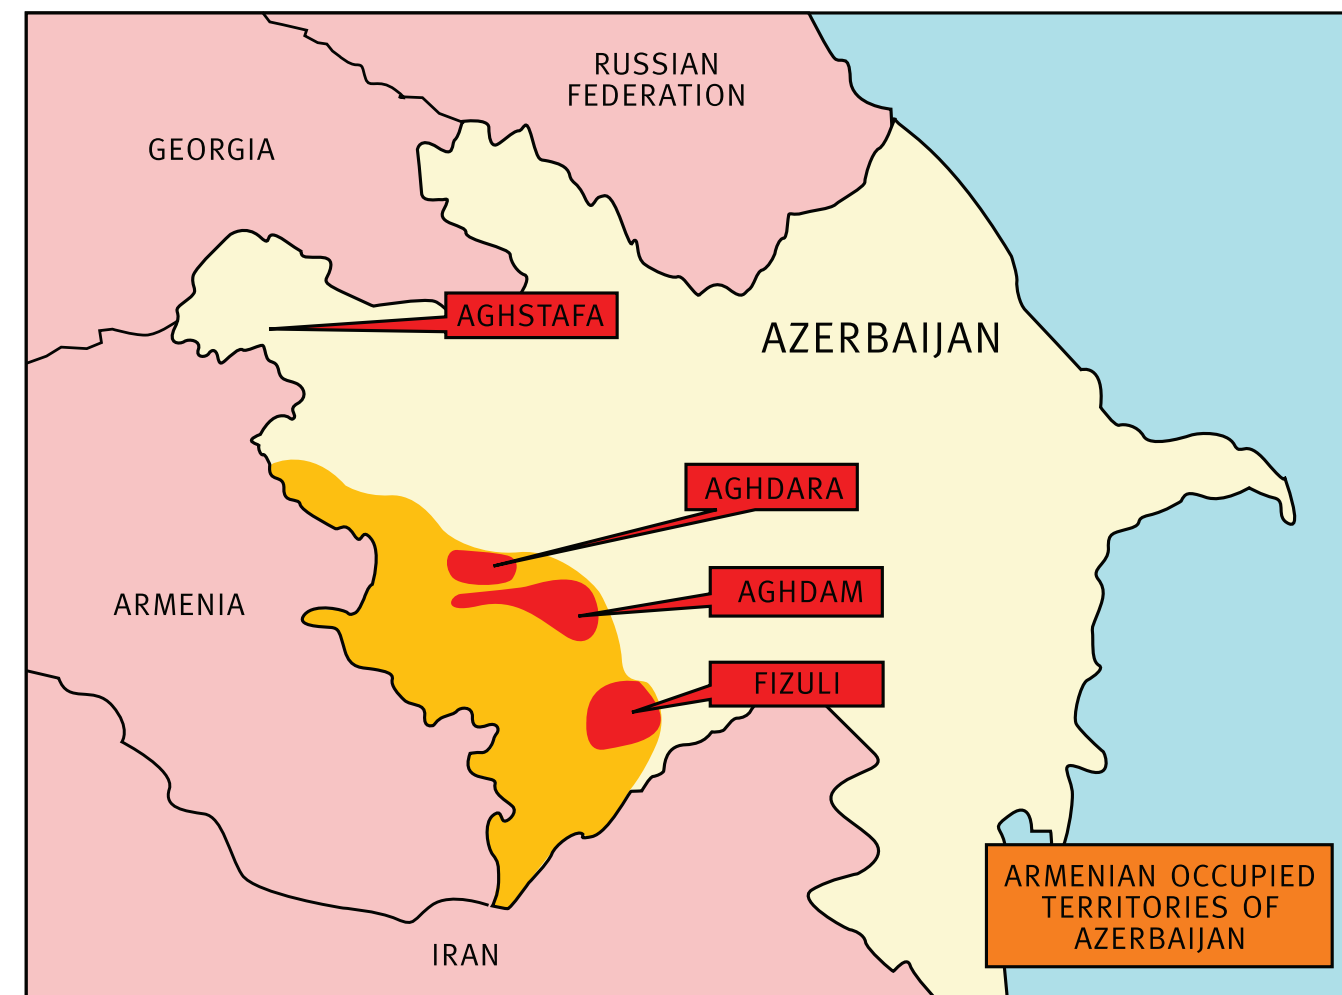 RUSSIAN
FEDERATION
GEORGIA
AGHSTAFA
AZERBAIJAN
AGHDARA
AGHDAM
ARMENIA
FIZULI
ARMENIAN OCCUPIED
TERRITORIES OF
AZERBAIJAN
IRAN